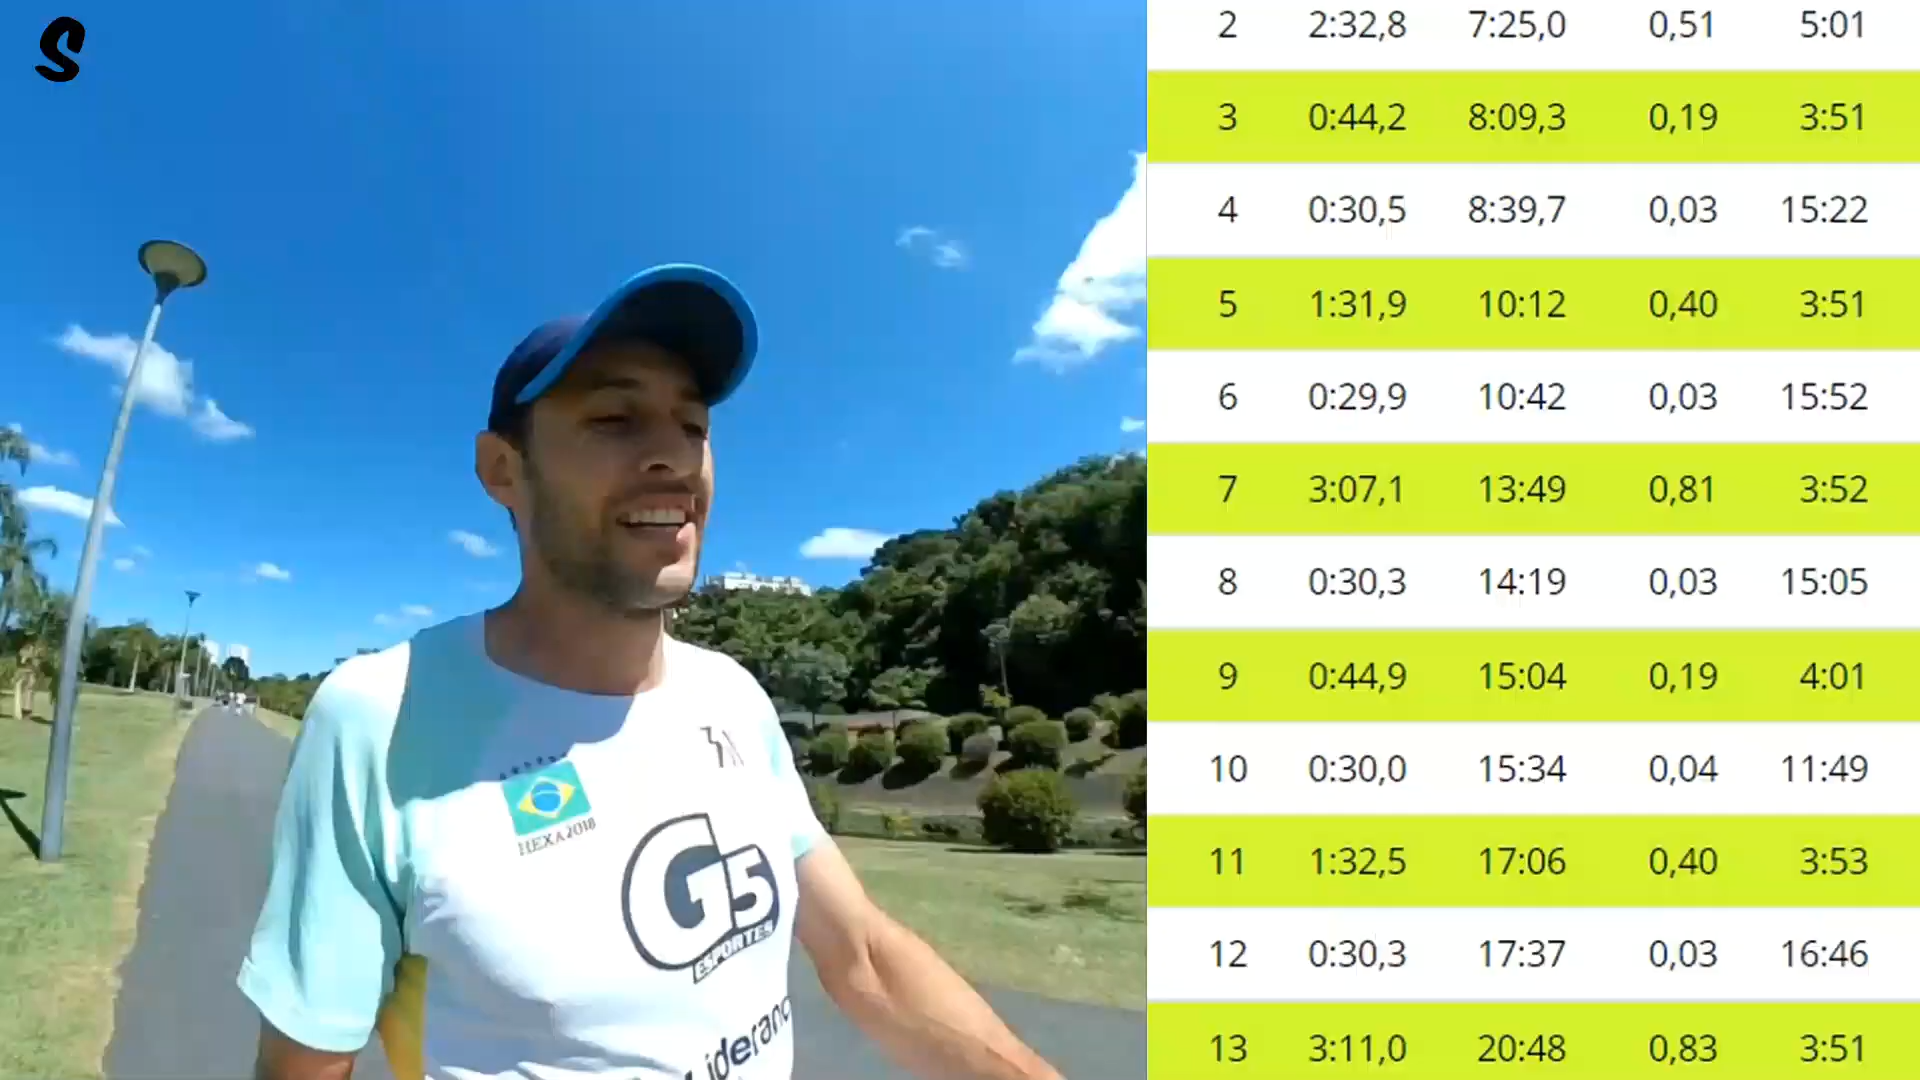 S
2 2:32,8 7:25,0 0,51 5:01
3 0:44,2 8:09,3 0,19 3:51
4 0:30,5 8:39,7 0,03 15:22
5 1:31,9 10:12 0,40 3:51
6 0:29,9 10:42 0,03 15:52
7 3:07,1 13:49 0,81 3:52
8 0:30,3 14:19 0,03 15:05
9 0:44,9 15:04 0,19 4:01
10 0:30,0 15:34 0,04 11:49
11 1:32,5 17:06 0,40 3:53
12 0:30,3 17:37 0,03 16:46
13 3:11,0 20:48 0,83 3:51
HEXA2018
G5
ESPORTES